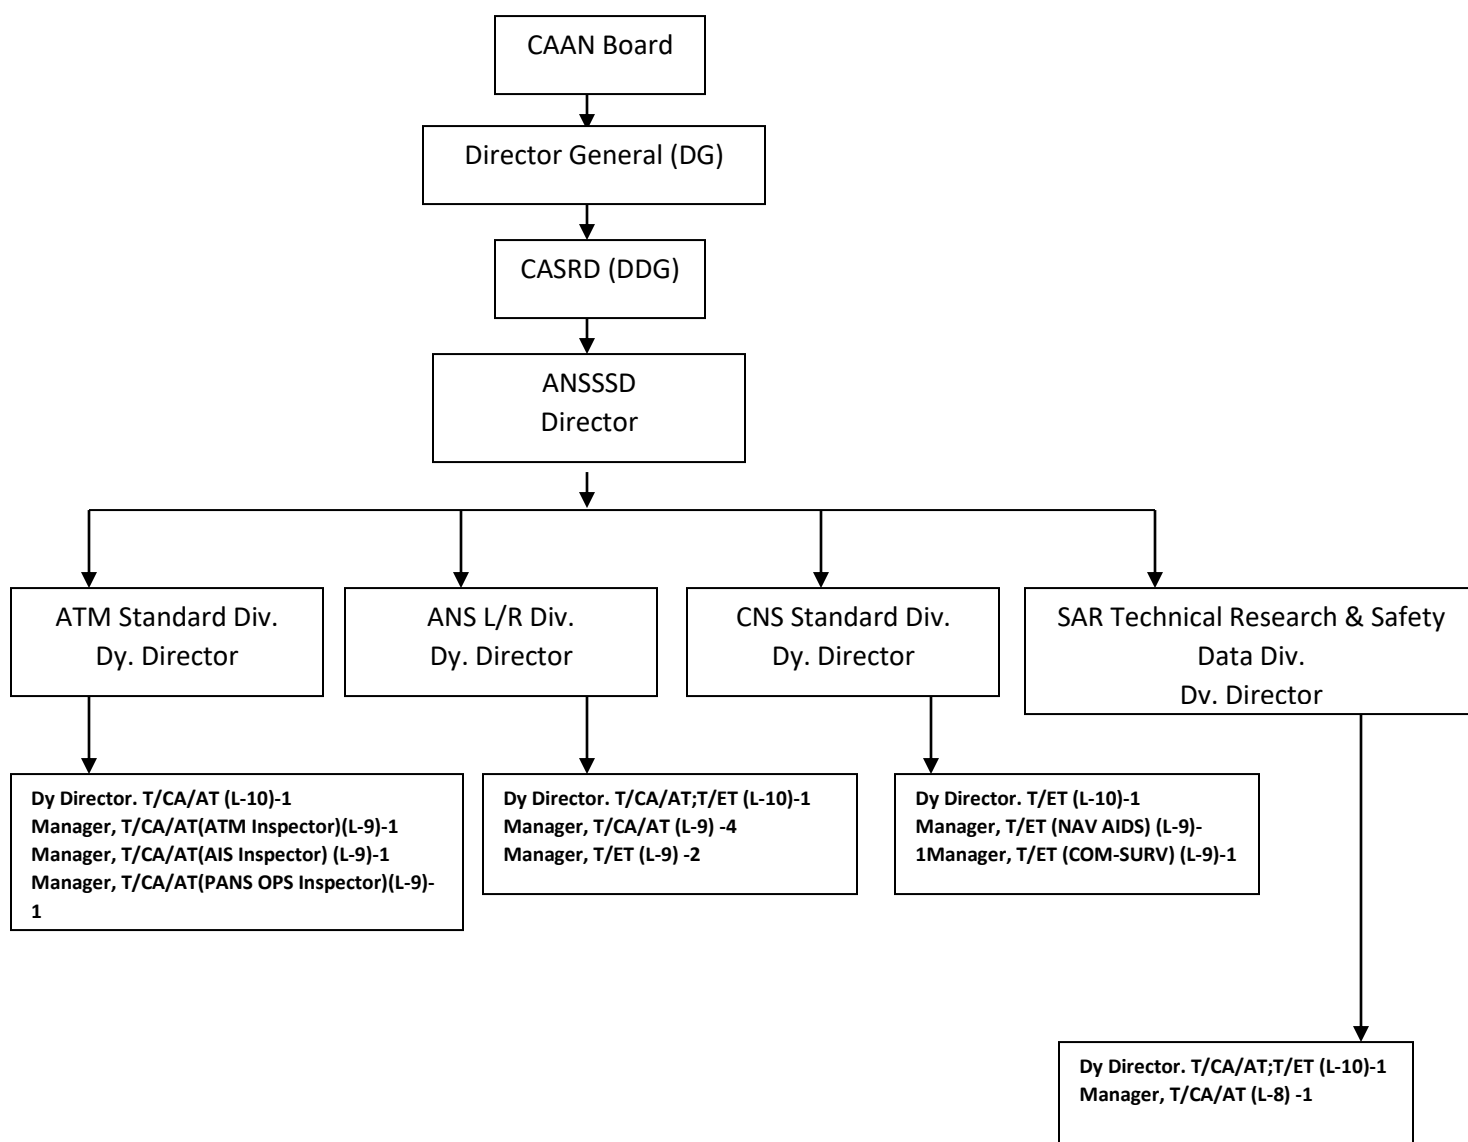 CAAN Board
Director General (DG)
CASRD (DDG)
ANSSSD
Director
ATM Standard Div.
Dy. Director
ANS L/R Div.
Dy. Director
CNS Standard Div.
Dy. Director
SAR Technical Research & Safety
Data Div.
Dy. Director
Dy Director. T/CA/AT (L-10)-1
Manager, T/CA/AT(ATM Inspector)(L-9)-1
Manager, T/CA/AT(AIS Inspector) (L-9)-1
Manager, T/CA/AT(PANS OPS Inspector)(L-9)-
1
Dy Director. T/CA/AT;T/ET (L-10)-1
Manager, T/CA/AT (L-9) -4
Manager, T/ET (L-9) -2
Dy Director. T/ET (L-10)-1
Manager, T/ET (NAV AIDS) (L-9)-
1Manager, T/ET (COM-SURV) (L-9)-1
Dy Director. T/CA/AT;T/ET (L-10)-1
Manager, T/CA/AT (L-8) -1